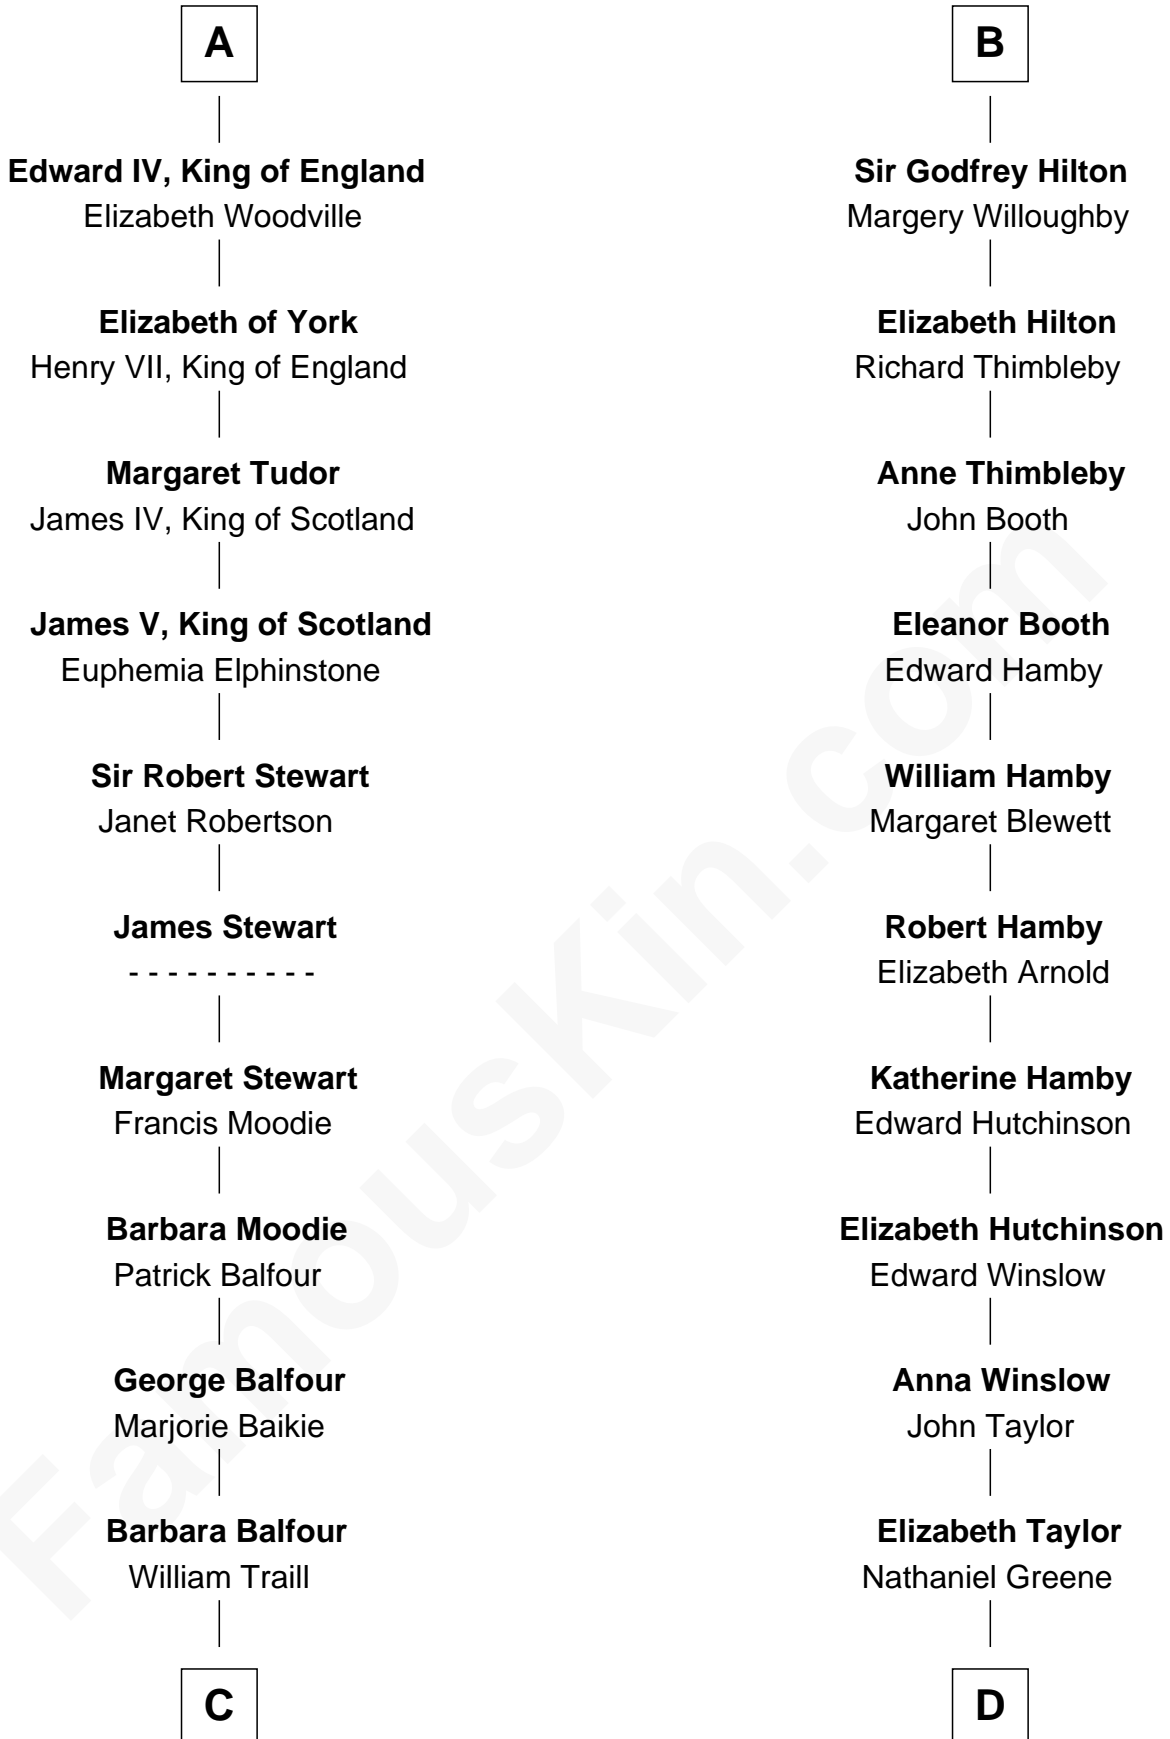 A
Edward IV, King of England
Elizabeth Woodville
Elizabeth of York
Henry VII, King of England
Margaret Tudor
James IV, King of Scotland
James V, King of Scotland
Euphemia Elphinstone
Sir Robert Stewart
Janet Robertson
James Stewart
- - - - - - - - - -
Margaret Stewart
Francis Moodie
Barbara Moodie
Patrick Balfour
George Balfour
Marjorie Baikie
Barbara Balfour
William Traill
C
B
Sir Godfrey Hilton
Margery Willoughby
Elizabeth Hilton
Richard Thimbleby
Anne Thimbleby
John Booth
Eleanor Booth
Edward Hamby
William Hamby
Margaret Blewett
Robert Hamby
Elizabeth Arnold
Katherine Hamby
Edward Hutchinson
Elizabeth Hutchinson
Edward Winslow
Anna Winslow
John Taylor
Elizabeth Taylor
Nathaniel Greene
D
FamousKin.com